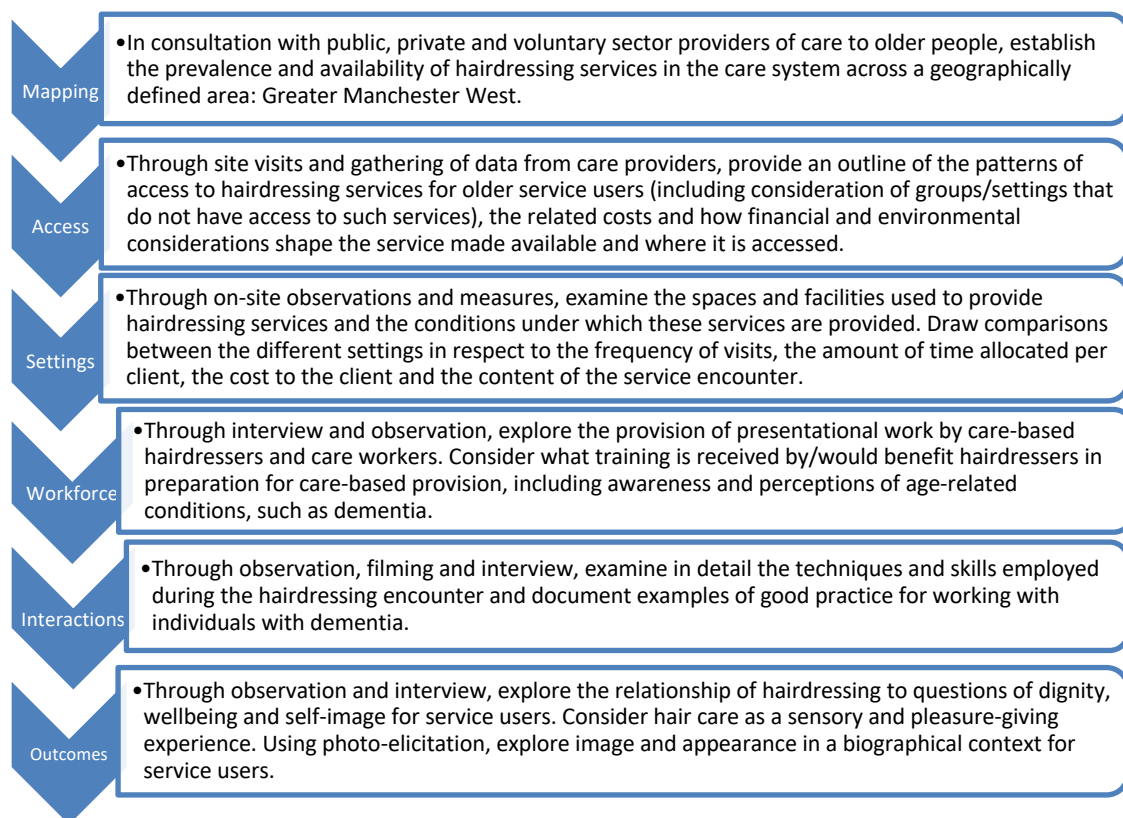 Mapping
•In consultation with public, private and voluntary sector providers of care to older people, establish
the prevalence and availability of hairdressing services in the care system across a geographically
defined area: Greater Manchester West.
Access
•Through site visits and gathering of data from care providers, provide an outline of the patterns of
access to hairdressing services for older service users (including consideration of groups/settings that
do not have access to such services), the related costs and how financial and environmental
considerations shape the service made available and where it is accessed.
Settings
•Through on-site observations and measures, examine the spaces and facilities used to provide
hairdressing services and the conditions under which these services are provided. Draw comparisons
between the different settings in respect to the frequency of visits, the amount of time allocated per
client, the cost to the client and the content of the service encounter.
Workforce
•Through interview and observation, explore the provision of presentational work by care-based
hairdressers and care workers. Consider what training is received by/would benefit hairdressers in
preparation for care-based provision, including awareness and perceptions of age-related
conditions, such as dementia.
Interactions
•Through observation, filming and interview, examine in detail the techniques and skills employed
during the hairdressing encounter and document examples of good practice for working with
individuals with dementia.
Outcomes
•Through observation and interview, explore the relationship of hairdressing to questions of dignity,
wellbeing and self-image for service users. Consider hair care as a sensory and pleasure-giving
experience. Using photo-elicitation, explore image and appearance in a biographical context for
service users.